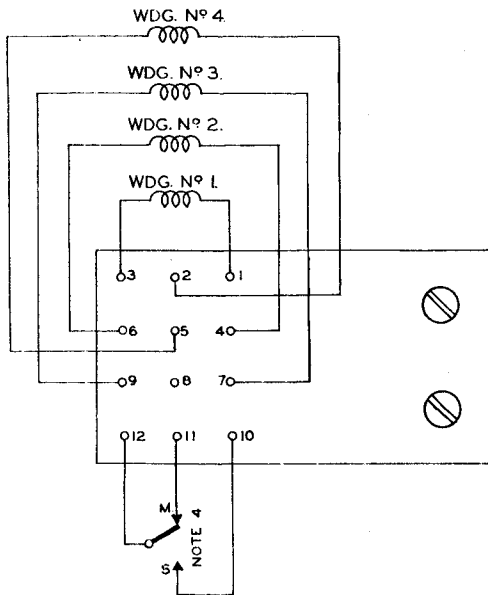 WDG. Nº 4.
WDG. Nº 3.
WDG. Nº 2.
WDG. Nº 1.
3 2 1
6 5 4
9 8 7
12 11 10
M.
NOTE 4
S